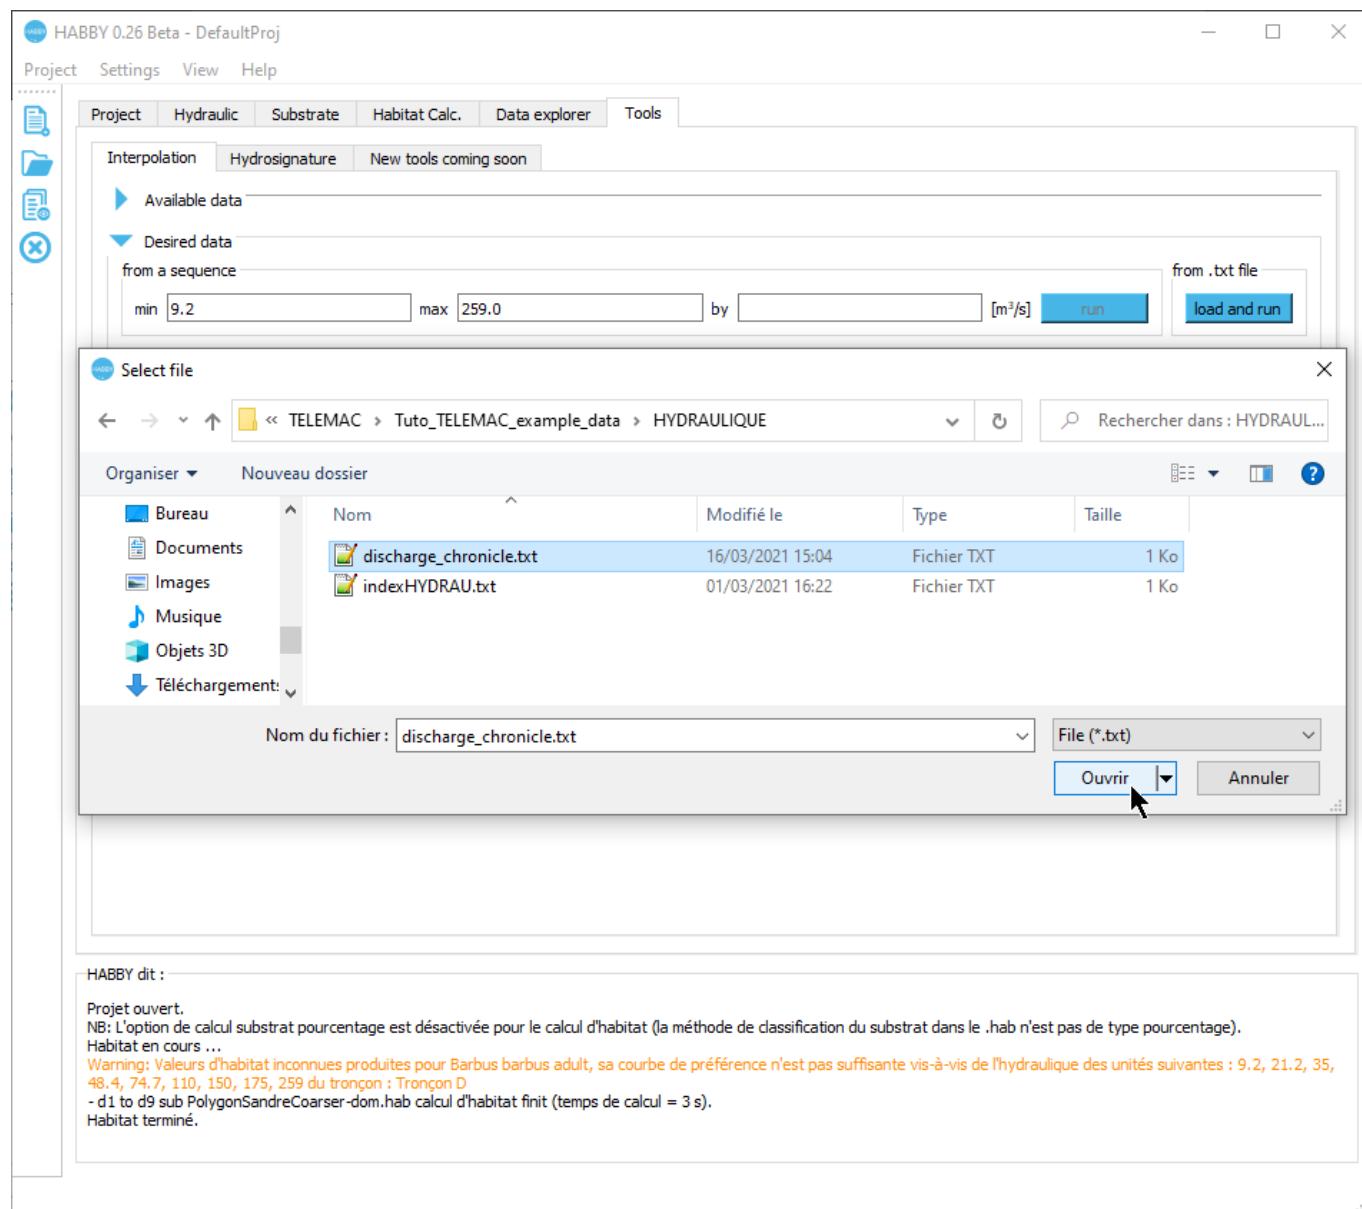 HABBY 0.26 Beta - DefaultProj
Project Settings View Help
Project Hydraulic Substrate Habitat Calc. Data explorer Tools
Interpolation Hydrosignature New tools coming soon
Available data
Desired data
from a sequence from .txt file
min 9.2 max 259.0 by [m³/s] run load and run
Select file
« TELEMAC › Tuto_TELEMAC_example_data › HYDRAULIQUE Rechercher dans : HYDRAUL...
Organiser Nouveau dossier
Bureau
Documents
Images
Musique
Objets 3D
Téléchargements
Nom Modifié le Type Taille
discharge_chronicle.txt 16/03/2021 15:04 Fichier TXT 1 Ko
indexHYDRAU.txt 01/03/2021 16:22 Fichier TXT 1 Ko
Nom du fichier : discharge_chronicle.txt File (*.txt)
Ouvrir Annuler
HABBY dit :
Projet ouvert.
NB: L'option de calcul substrat pourcentage est désactivée pour le calcul d'habitat (la méthode de classification du substrat dans le .hab n'est pas de type pourcentage).
Habitat en cours ...
Warning: Valeurs d'habitat inconnues produites pour Barbus barbus adult, sa courbe de préférence n'est pas suffisante vis-à-vis de l'hydraulique des unités suivantes : 9.2, 21.2, 35,
48.4, 74.7, 110, 150, 175, 259 du tronçon : Tronçon D
- d1 to d9 sub PolygonSandreCoarser-dom.hab calcul d'habitat finit (temps de calcul = 3 s).
Habitat terminé.